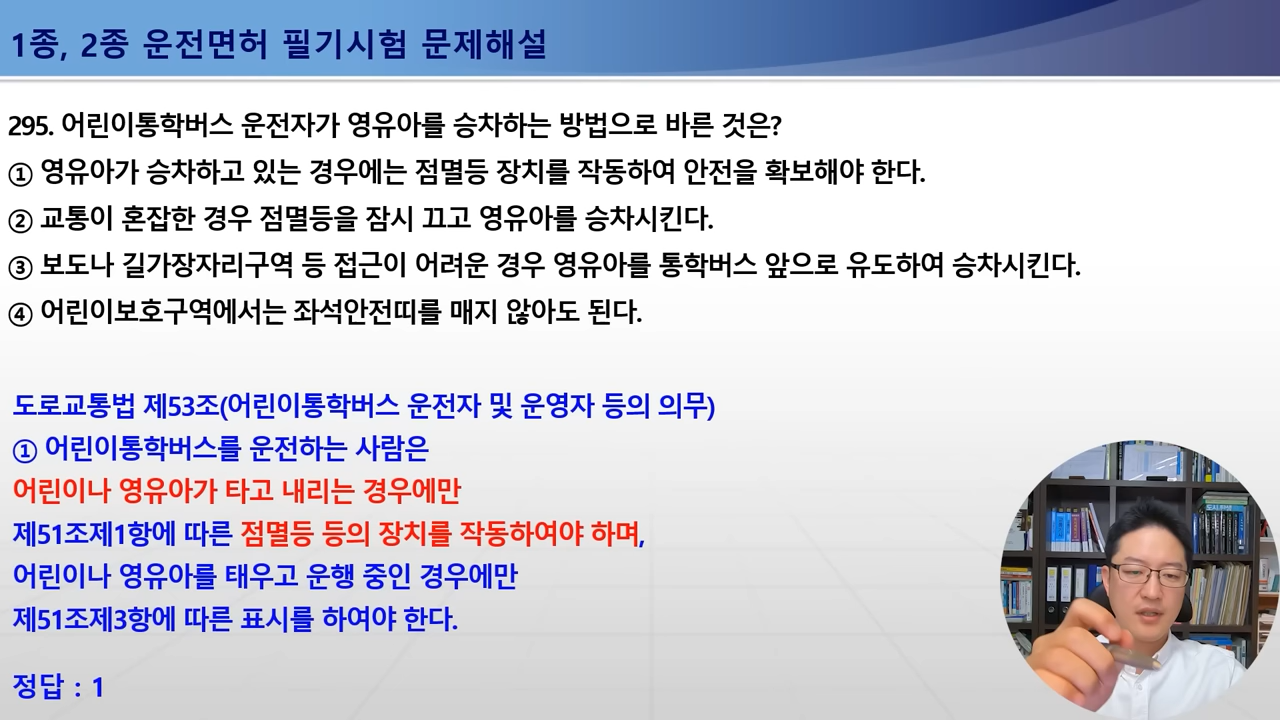 1종, 2종 운전면허 필기시험 문제해설
295. 어린이통학버스 운전자가 영유아를 승차하는 방법으로 바른 것은?
① 영유아가 승차하고 있는 경우에는 점멸등 장치를 작동하여 안전을 확보해야 한다.
② 교통이 혼잡한 경우 점멸등을 잠시 끄고 영유아를 승차시킨다.
③ 보도나 길가장자리구역 등 접근이 어려운 경우 영유아를 통학버스 앞으로 유도하여 승차시킨다.
④ 어린이보호구역에서는 좌석안전띠를 매지 않아도 된다.
도로교통법 제53조(어린이통학버스 운전자 및 운영자 등의 의무)
① 어린이통학버스를 운전하는 사람은
어린이나 영유아가 타고 내리는 경우에만
제51조제1항에 따른 점멸등 등의 장치를 작동하여야 하며,
어린이나 영유아를 태우고 운행 중인 경우에만
제51조제3항에 따른 표시를 하여야 한다.
정답 : 1